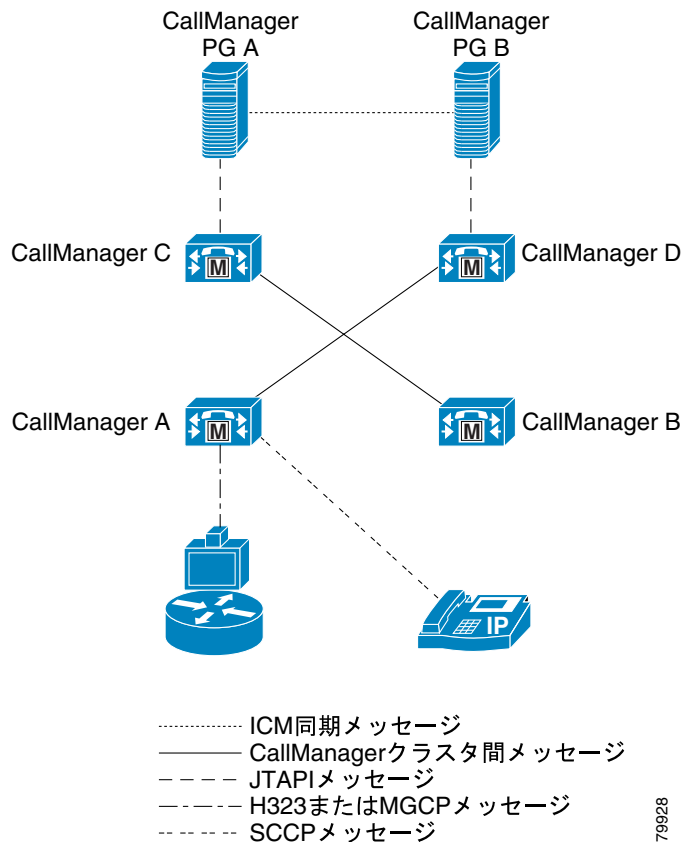 CallManager
PG A
CallManager
PG B
CallManager C
M
M
CallManager D
CallManager A
M
M
CallManager B
IP
ICM同期メッセージ
CallManagerクラスタ間メッセージ
JTAPIメッセージ
H323またはMGCPメッセージ
SCCPメッセージ
79928